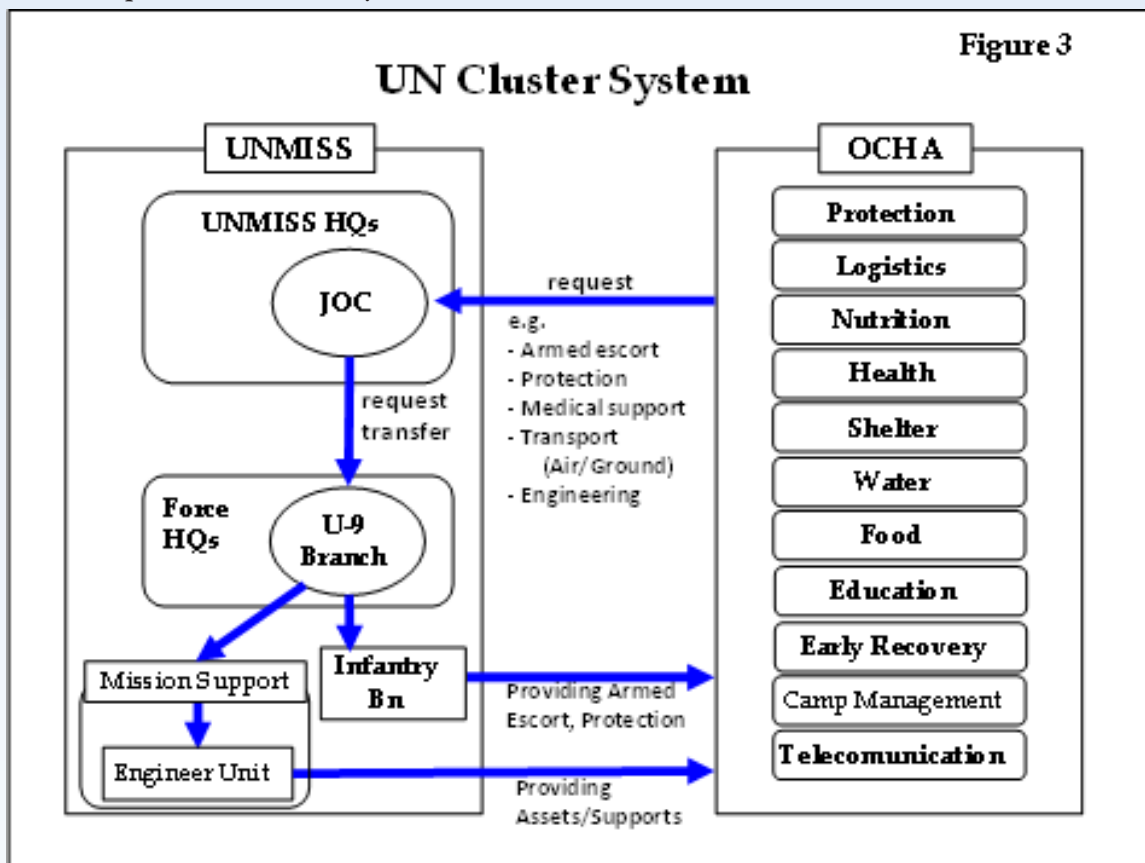 Figure 3
UN Cluster System
UNMISS
UNMISS HQs
JOC
request
transfer
Force
HQs
U-9
Branch
Mission Support
Engineer Unit
Infantry
Bn
request
e.g.
- Armed escort
- Protection
- Medical support
- Transport
(Air/Ground)
- Engineering
Providing Armed
Escort, Protection
Providing
Assets/Supports
OCHA
Protection
Logistics
Nutrition
Health
Shelter
Water
Food
Education
Early Recovery
Camp Management
Telecomunication